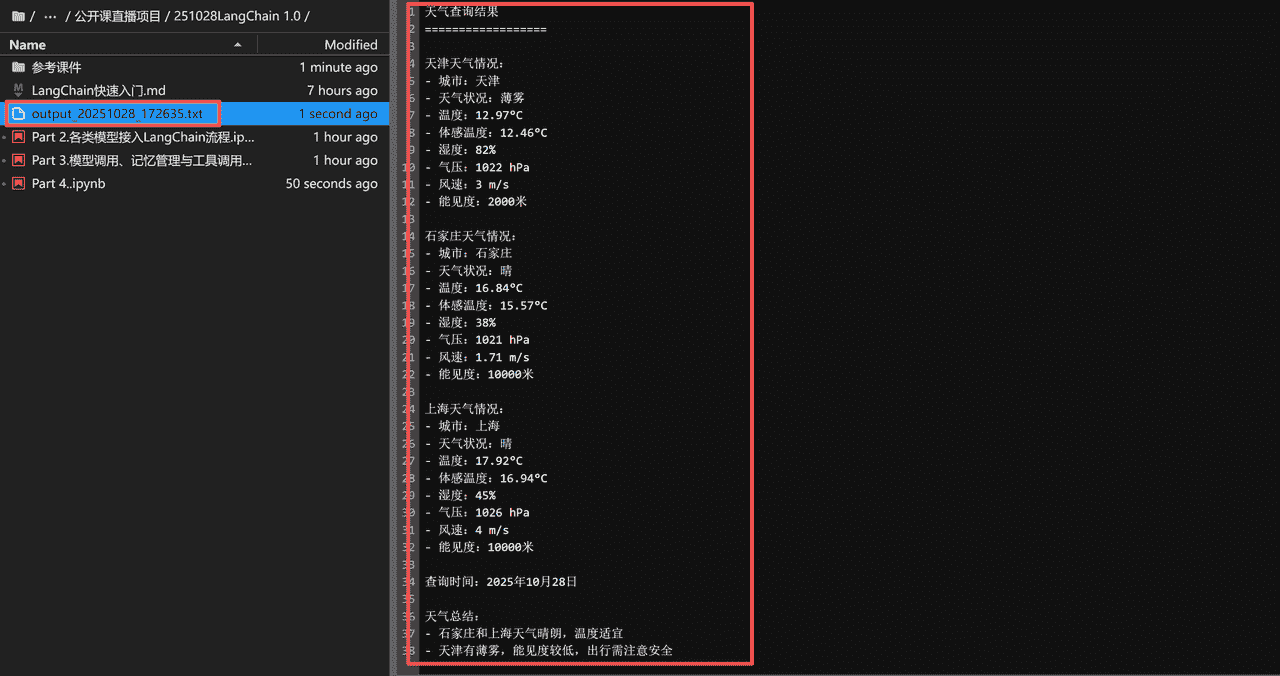 / ··· / 公开课直播项目 / 251028LangChain 1.0 /
Name Modified
参考课件 1 minute ago
LangChain快速入门.md 7 hours ago
output_20251028_172635.txt 1 second ago
Part 2.各类模型接入LangChain流程.ip... 1 hour ago
Part 3.模型调用、记忆管理与工具调用... 1 hour ago
Part 4..ipynb 50 seconds ago
1 天气查询结果
2 ==================
3
4 天津天气情况:
5 - 城市: 天津
6 - 天气状况: 薄雾
7 - 温度: 12.97°C
8 - 体感温度: 12.46°C
9 - 湿度: 82%
10 - 气压: 1022 hPa
11 - 风速: 3 m/s
12 - 能见度: 2000米
13
14 石家庄天气情况:
15 - 城市: 石家庄
16 - 天气状况: 晴
17 - 温度: 16.84°C
18 - 体感温度: 15.57°C
19 - 湿度: 38%
20 - 气压: 1021 hPa
21 - 风速: 1.71 m/s
22 - 能见度: 10000米
23
24 上海天气情况:
25 - 城市: 上海
26 - 天气状况: 晴
27 - 温度: 17.92°C
28 - 体感温度: 16.94°C
29 - 湿度: 45%
30 - 气压: 1026 hPa
31 - 风速: 4 m/s
32 - 能见度: 10000米
33
34 查询时间: 2025年10月28日
35
36 天气总结:
37 - 石家庄和上海天气晴朗，温度适宜
38 - 天津有薄雾，能见度较低，出行需注意安全